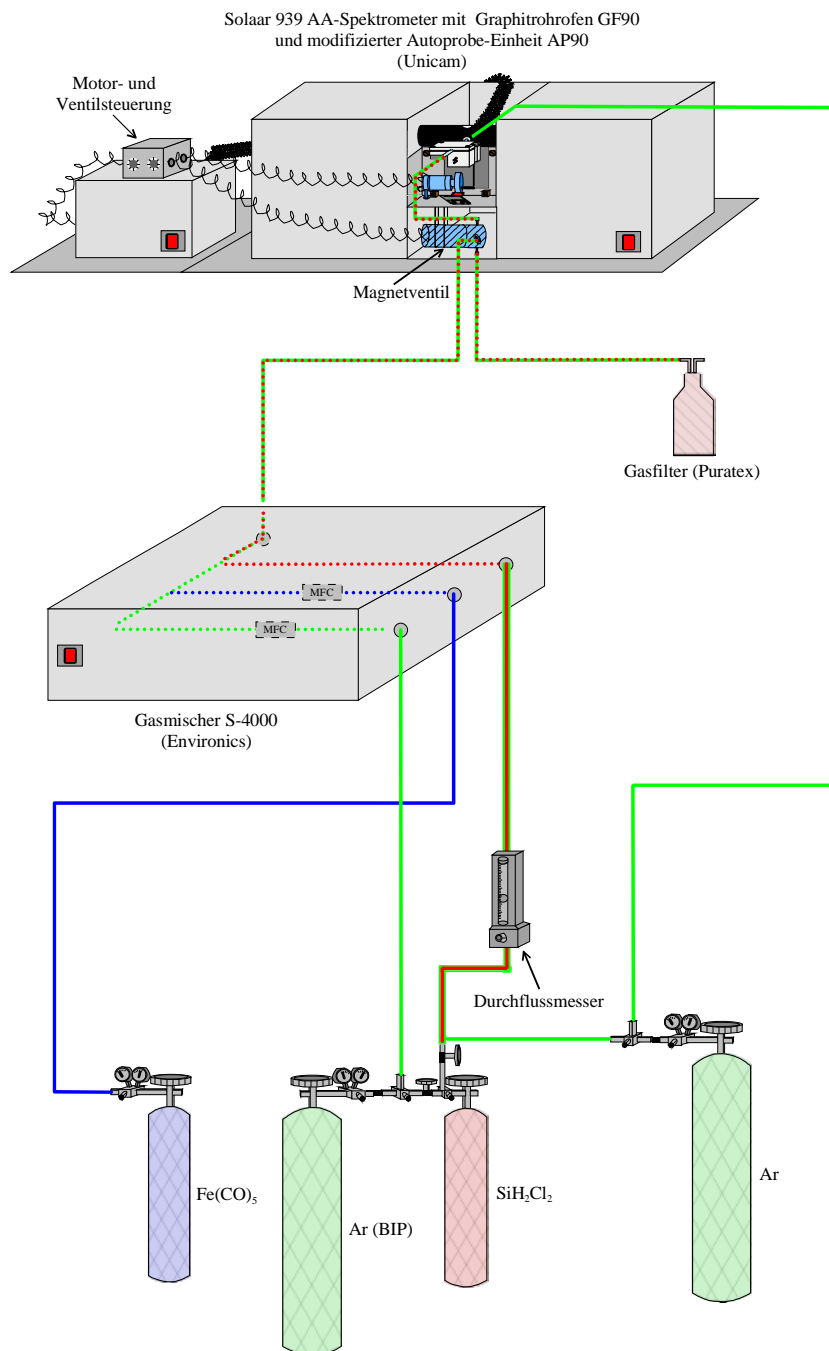 Solaar 939 AA-Spektrometer mit Graphitrohrofen GF90
und modifizierter Autoprobe-Einheit AP90
(Unicam)
Motor- und
Ventilsteuerung
Magnetventil
Gasfilter (Puratex)
MFC
MFC
Gasmischer S-4000
(Environics)
Durchflussmesser
Fe(CO)₅
Ar (BIP)
SiH₂Cl₂
Ar